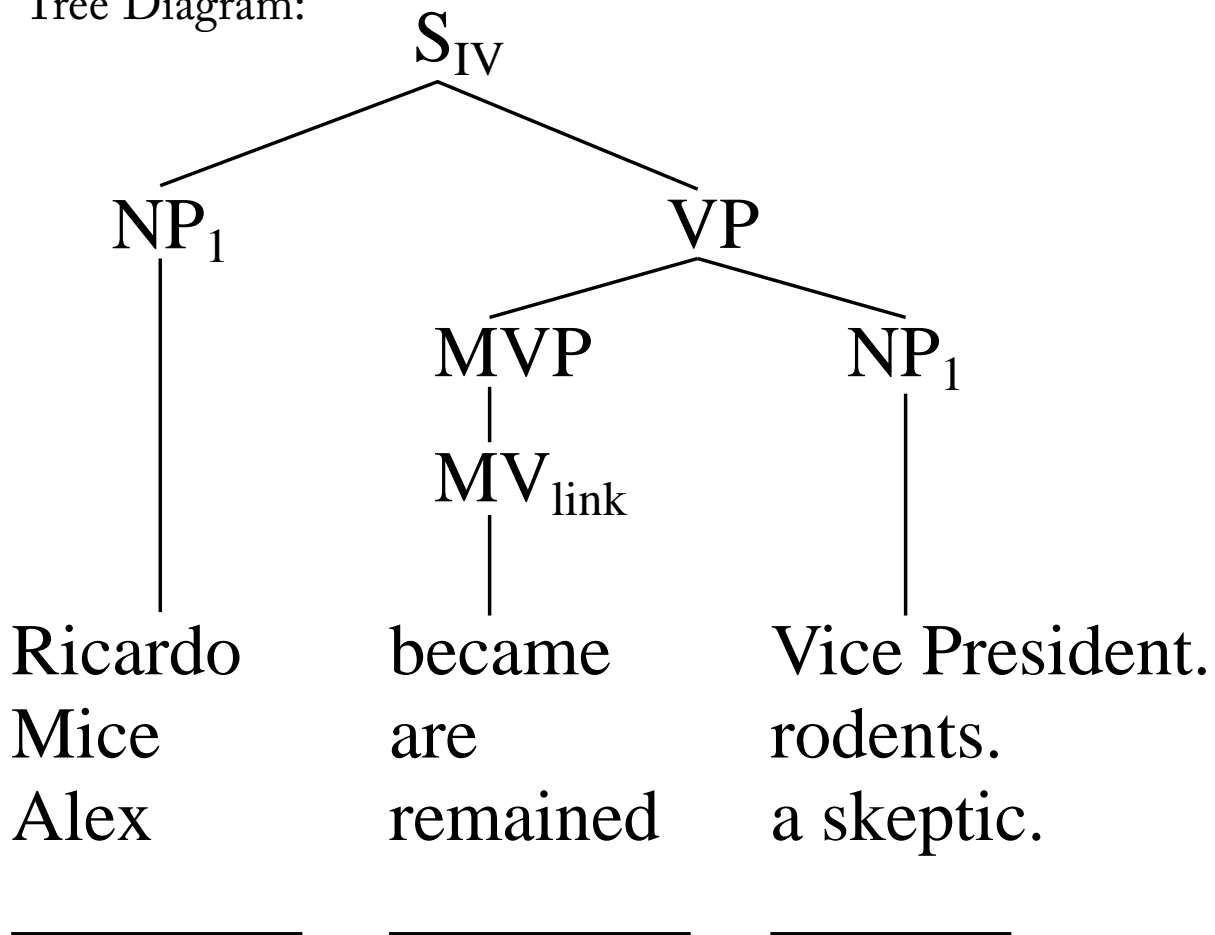 Tree Diagram:
S_IV
NP_1 VP
MVP NP_1
MV_link
Ricardo became Vice President.
Mice are rodents.
Alex remained a skeptic.